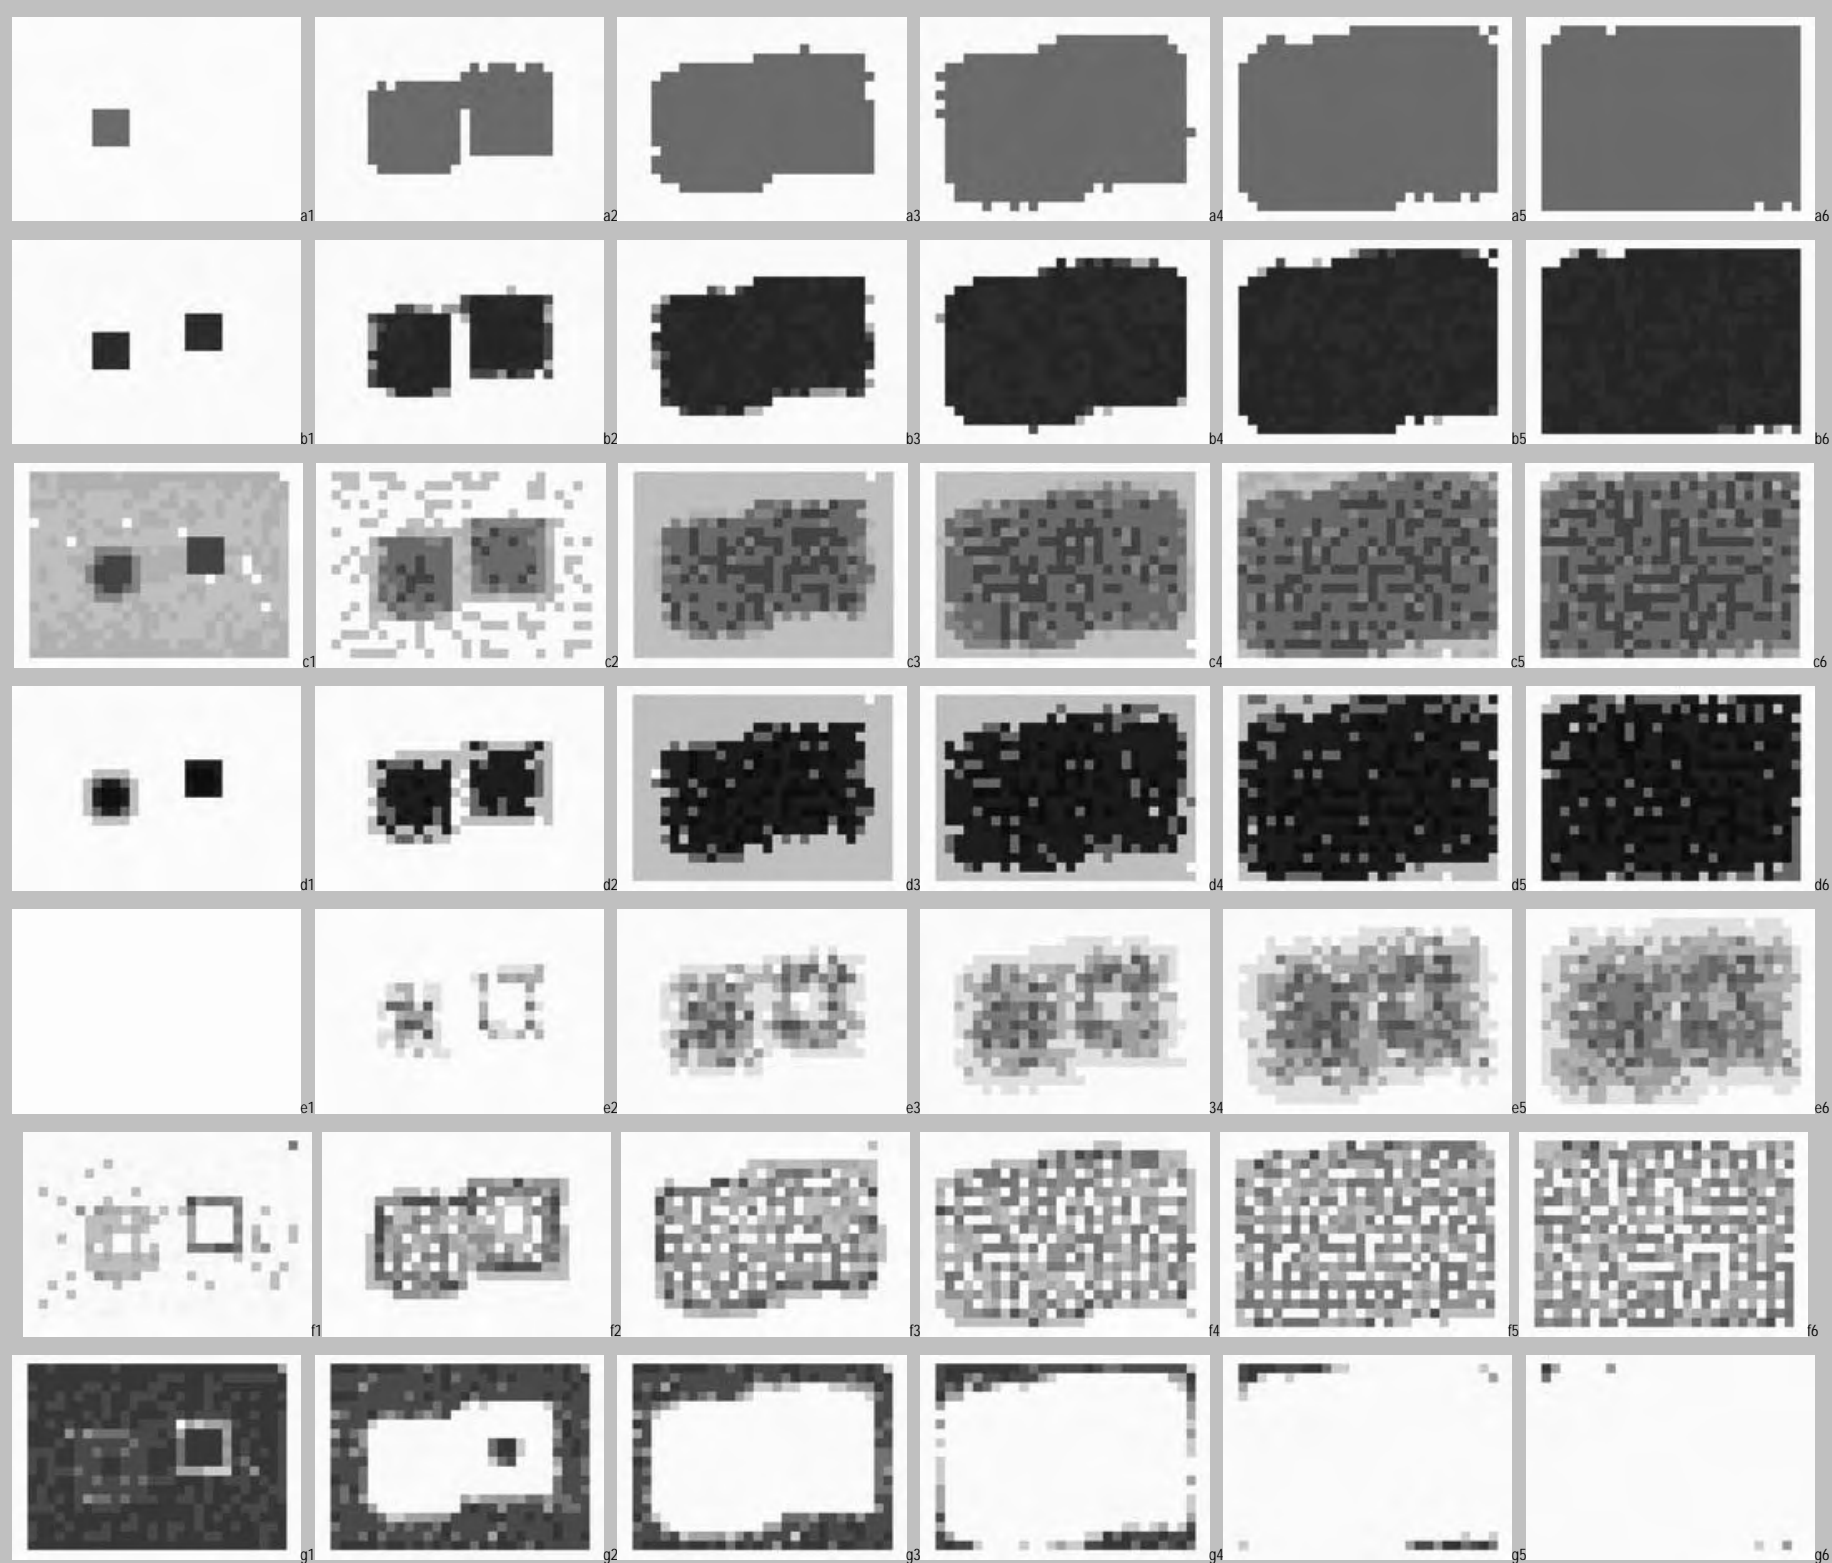 a1 a2 a3 a4 a5 a6
b1 b2 b3 b4 b5 b6
c1 c2 c3 c4 c5 c6
d1 d2 d3 d4 d5 d6
e1 e2 e3 34 e5 e6
f1 f2 f3 f4 f5 f6
g1 g2 g3 g4 g5 g6